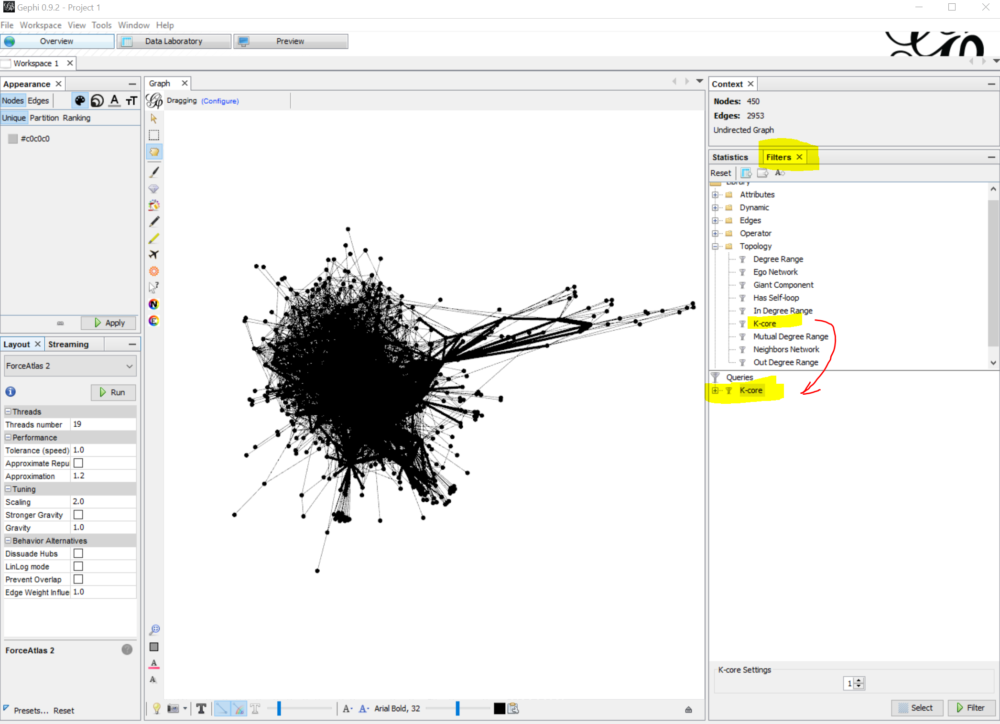 Gephi 0.9.2 - Project 1
File Workspace View Tools Window Help
Overview Data Laboratory Preview
Workspace 1
Appearance
Nodes Edges A TT
Unique Partition Ranking
#c0c0c0
Apply
Layout Streaming
ForceAtlas 2
Run
Threads
Threads number 19
Performance
Tolerance (speed) 1.0
Approximate Repu
Approximation 1.2
Tuning
Scaling 2.0
Stronger Gravity
Gravity 1.0
Behavior Alternatives
Dissuade Hubs
LinLog mode
Prevent Overlap
Edge Weight Influe 1.0
ForceAtlas 2
Presets... Reset
Graph
Dragging (Configure)
N
E
A
A
T T A- A- Arial Bold, 32
Context
Nodes: 450
Edges: 2953
Undirected Graph
Statistics Filters
Reset A
Library
Attributes
Dynamic
Edges
Operator
Topology
Degree Range
Ego Network
Giant Component
Has Self-loop
In Degree Range
K-core
Mutual Degree Range
Neighbors Network
Out Degree Range
Queries
K-core
K-core Settings
1
Select Filter